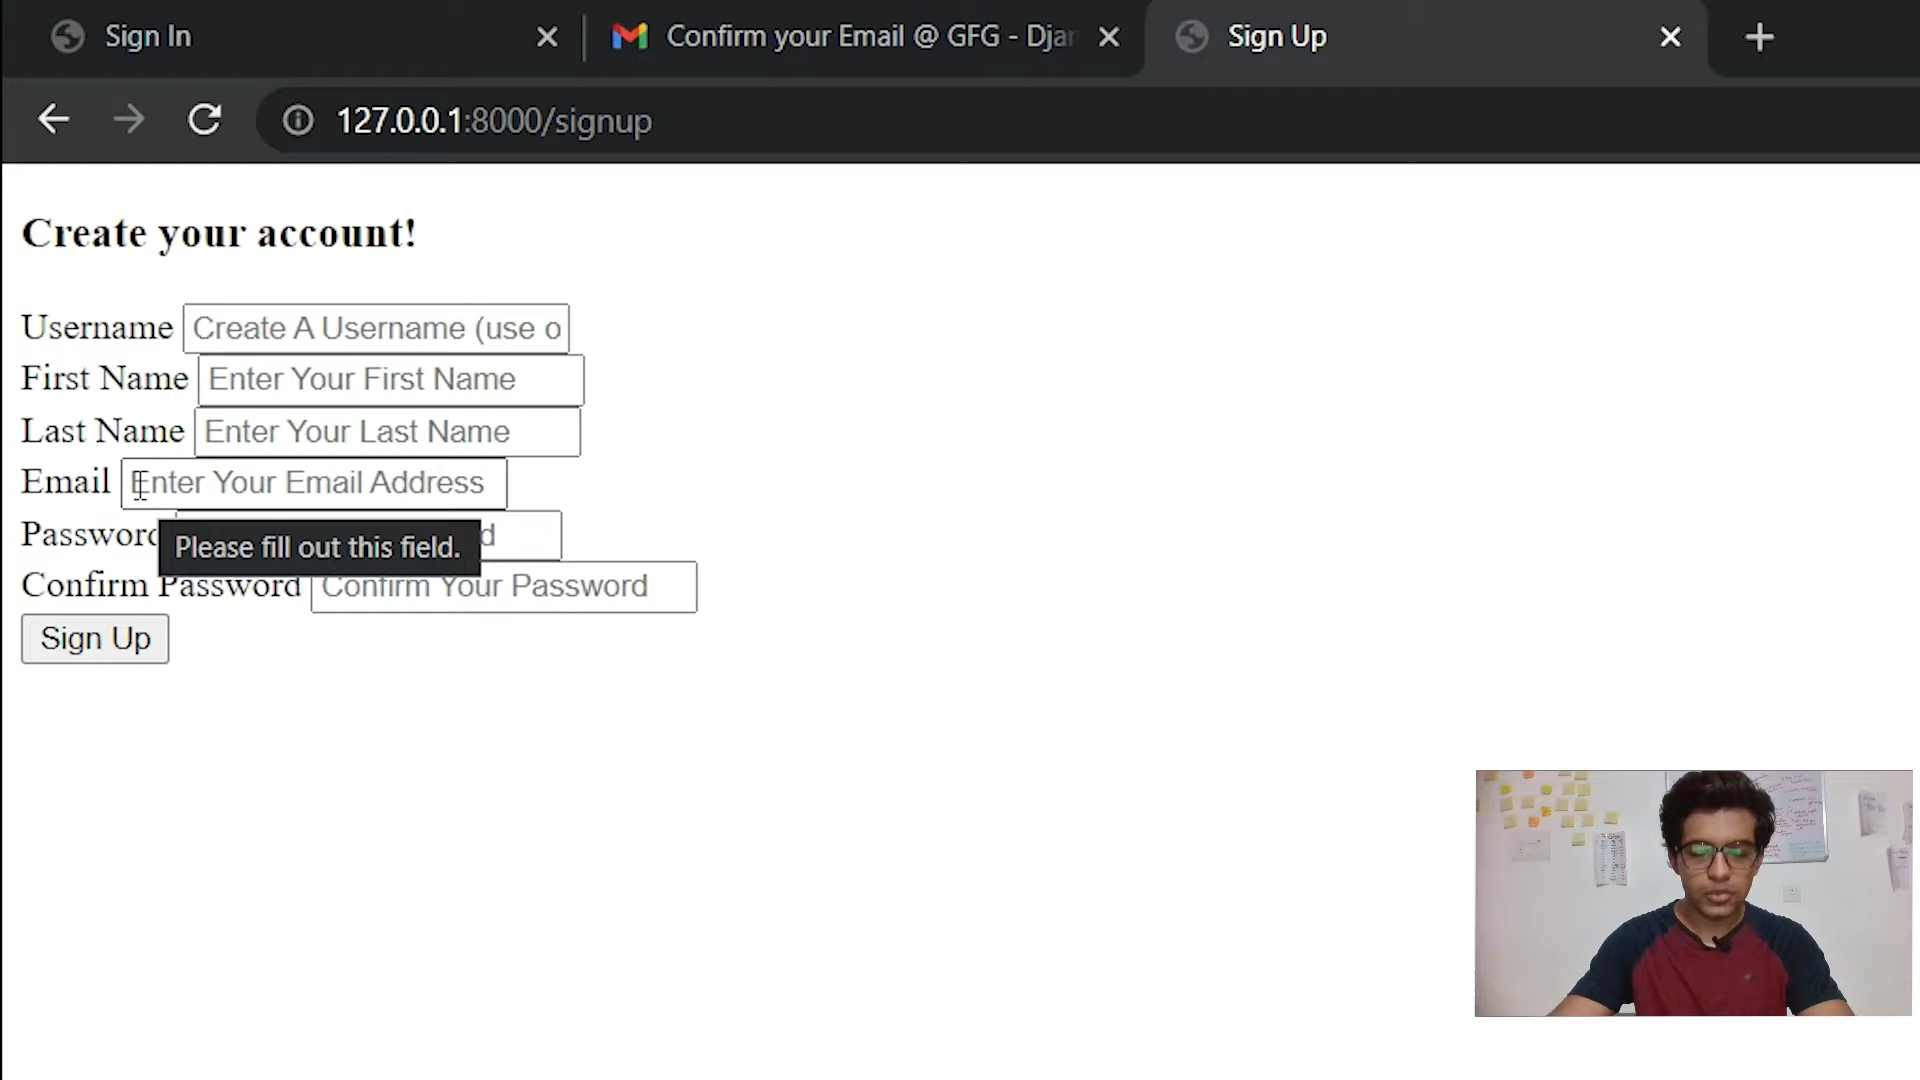 Sign In
Confirm your Email @ GFG - Djan
Sign Up
127.0.0.1:8000/signup
Create your account!
Username Create A Username (use o
First Name Enter Your First Name
Last Name Enter Your Last Name
Email Enter Your Email Address
Password d
Please fill out this field.
Confirm Password Confirm Your Password
Sign Up